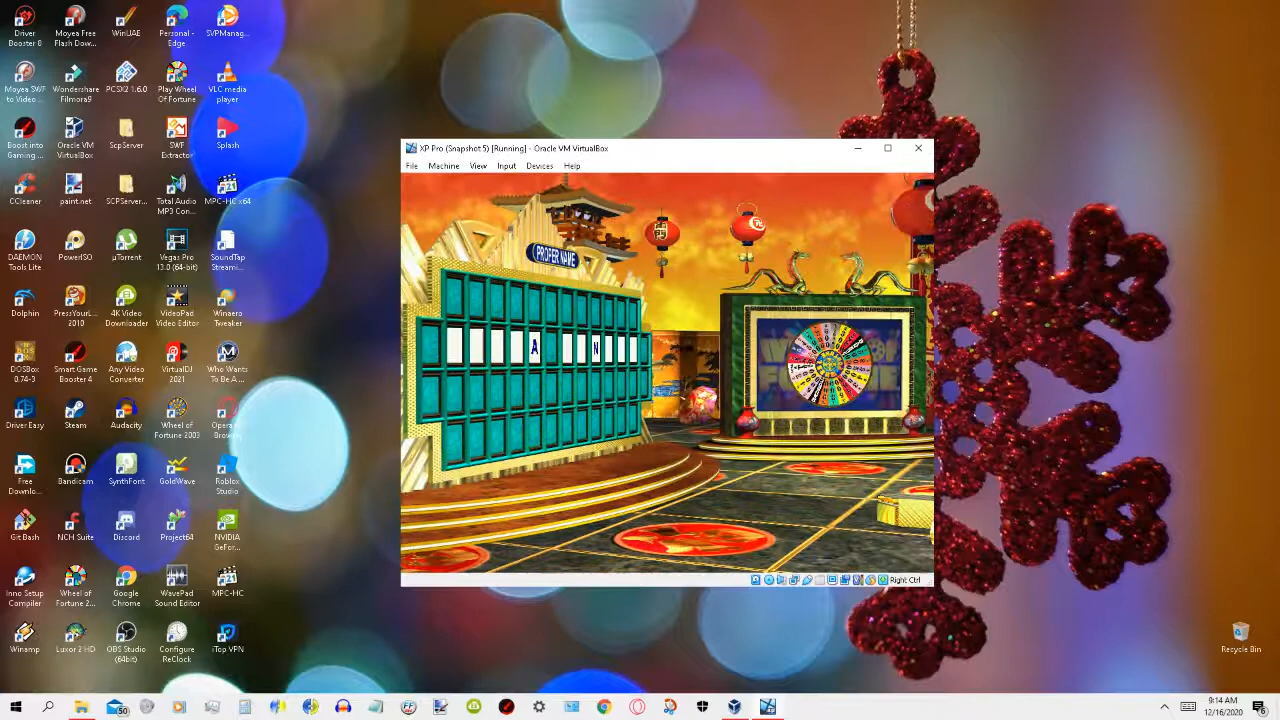 Driver Booster 8
Moyea Free Flash Dow...
WinUAE
Personal - Edge
SVPManag...
Moyea SWF to Video ...
Wondershare Filmora9
PCSX2 1.6.0
Play Wheel Of Fortune
VLC media player
Boost into Gaming ...
Oracle VM VirtualBox
ScpServer
SWF Extractor
Splash
CCleaner
paint.net
SCPServer...
Total Audio MP3 Con...
MPC-HC x64
DAEMON Tools Lite
PowerISO
µTorrent
Vegas Pro 13.0 (64-bit)
SoundTap Streami...
Dolphin
PressYourL... 2010
4K Video Downloader
VideoPad Video Editor
Winaero Tweaker
DOSBox 0.74-3
Smart Game Booster 4
Any Video Converter
VirtualDJ 2021
Who Wants To Be A ...
Driver Easy
Steam
Audacity
Wheel of Fortune 2003
Opera Brows...
Free Downlo...
Bandicam
SynthFont
GoldWave
Roblox Studio
Git Bash
NCH Suite
Discord
Project64
NVIDIA GeFor...
Inno Setup Compiler
Wheel of Fortune 2...
Google Chrome
WavePad Sound Editor
MPC-HC
Winamp
Luxor 2 HD
OBS Studio (64bit)
Configure ReClock
iTop VPN
XP Pro (Snapshot 5) [Running] - Oracle VM VirtualBox
File Machine View Input Devices Help
PROPER NAME
A N
Right Ctrl
Recycle Bin
50
9:14 AM
12/16/2020
6